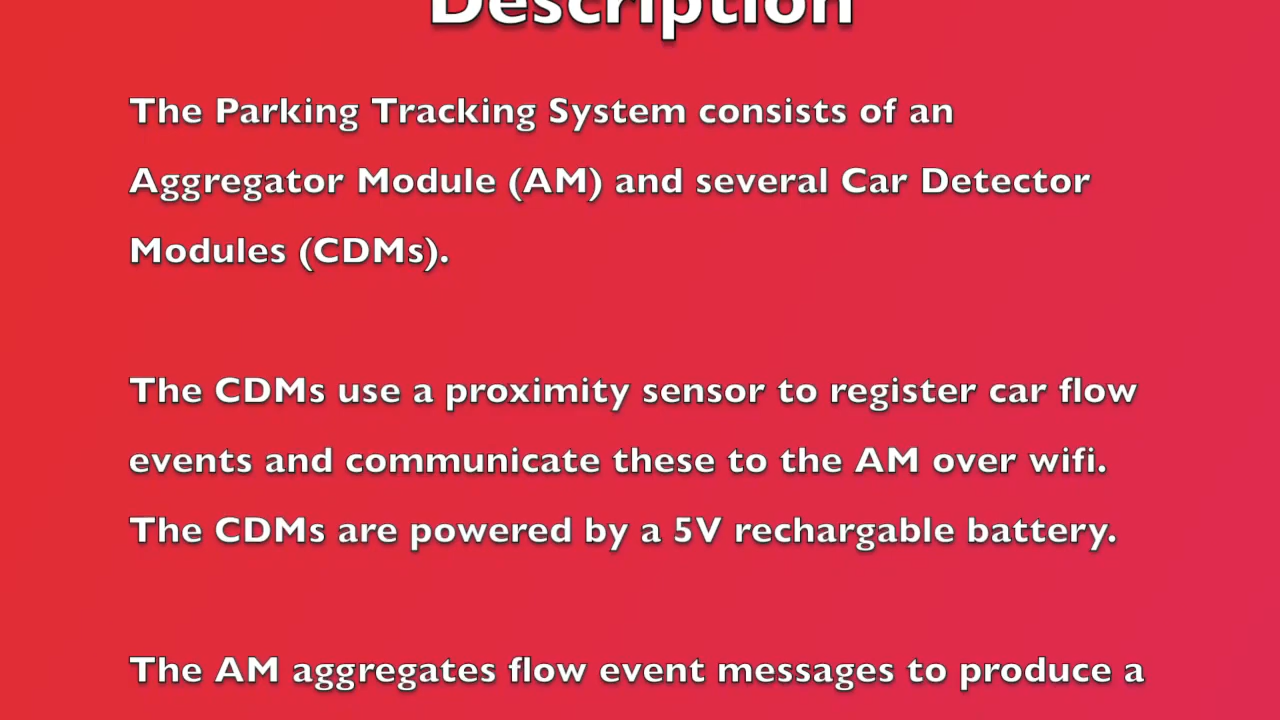 Description
The Parking Tracking System consists of an
Aggregator Module (AM) and several Car Detector
Modules (CDMs).
The CDMs use a proximity sensor to register car flow
events and communicate these to the AM over wifi.
The CDMs are powered by a 5V rechargable battery.
The AM aggregates flow event messages to produce a